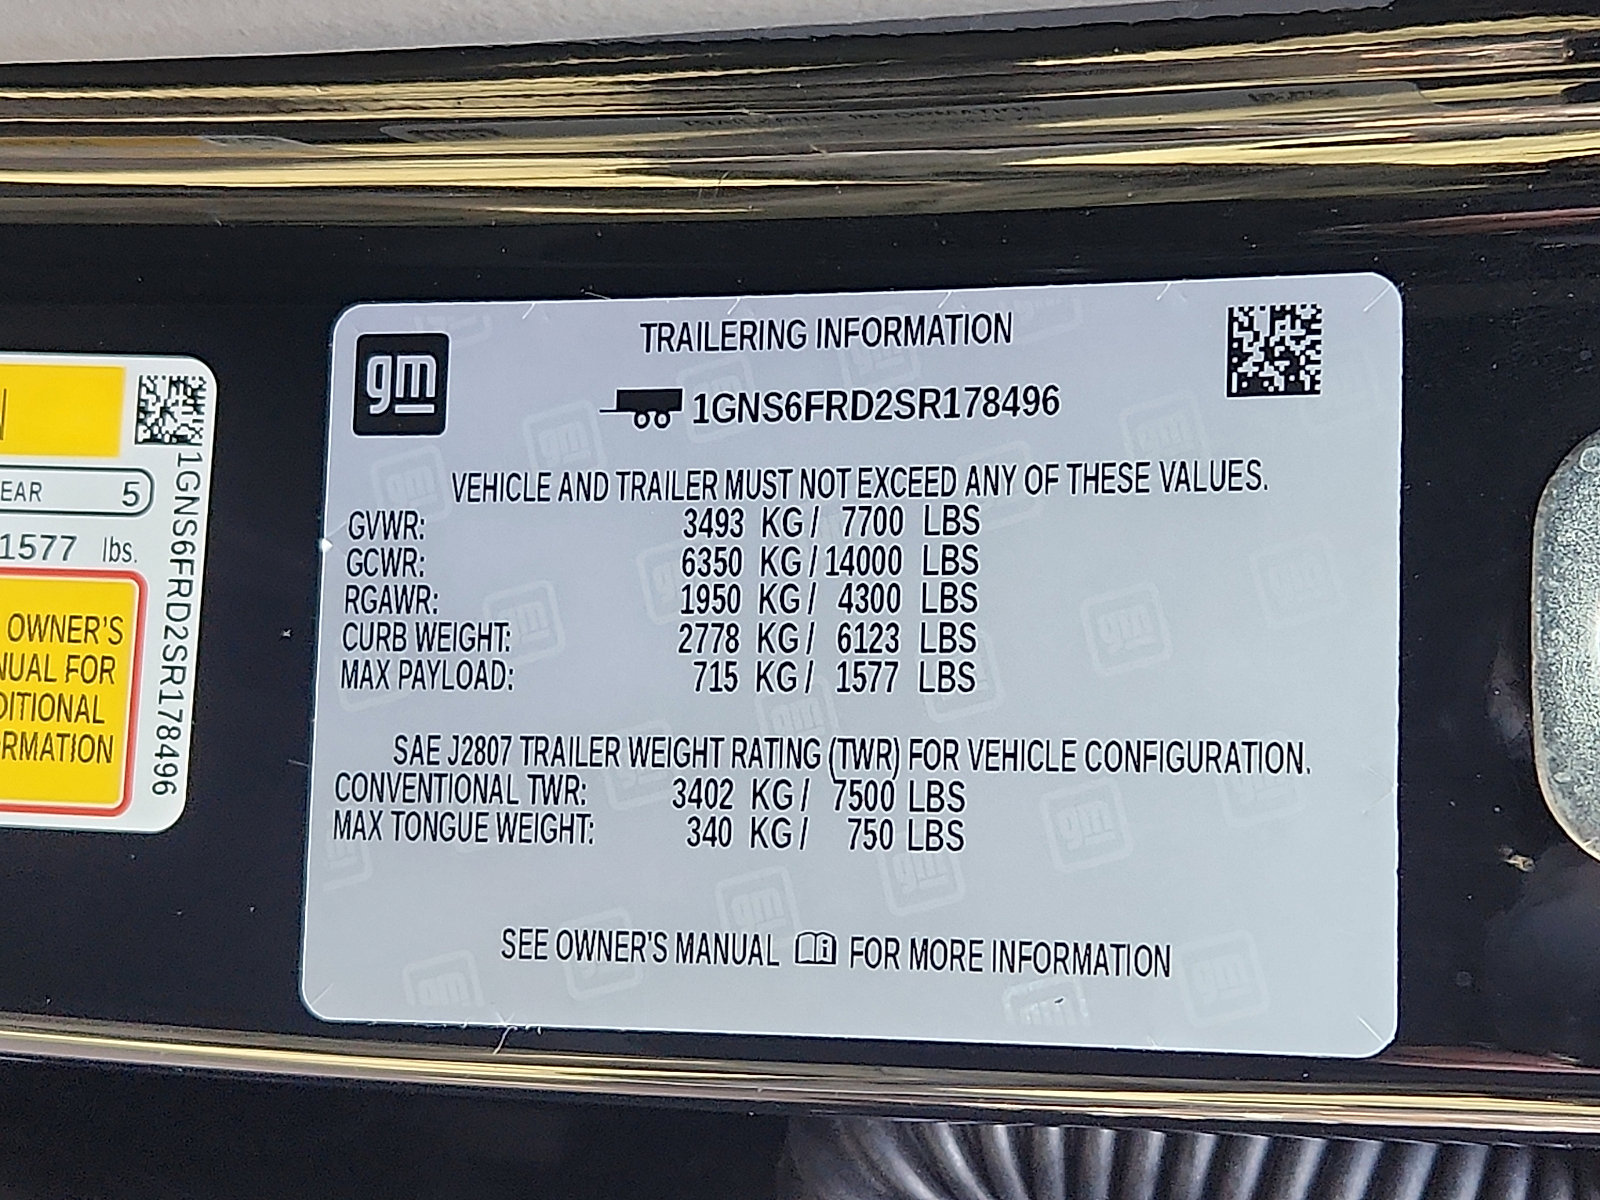 EAR 5
1577 lbs.
OWNER'S
NUAL FOR
DITIONAL
RMATION
1GNS6FRD2SR178496
gm
TRAILERING INFORMATION
1GNS6FRD2SR178496
VEHICLE AND TRAILER MUST NOT EXCEED ANY OF THESE VALUES.
GVWR: 3493 KG/ 7700 LBS
GCWR: 6350 KG/14000 LBS
RGAWR: 1950 KG/ 4300 LBS
CURB WEIGHT: 2778 KG/ 6123 LBS
MAX PAYLOAD: 715 KG/ 1577 LBS
SAE J2807 TRAILER WEIGHT RATING (TWR) FOR VEHICLE CONFIGURATION.
CONVENTIONAL TWR: 3402 KG/ 7500 LBS
MAX TONGUE WEIGHT: 340 KG/ 750 LBS
SEE OWNER'S MANUAL FOR MORE INFORMATION